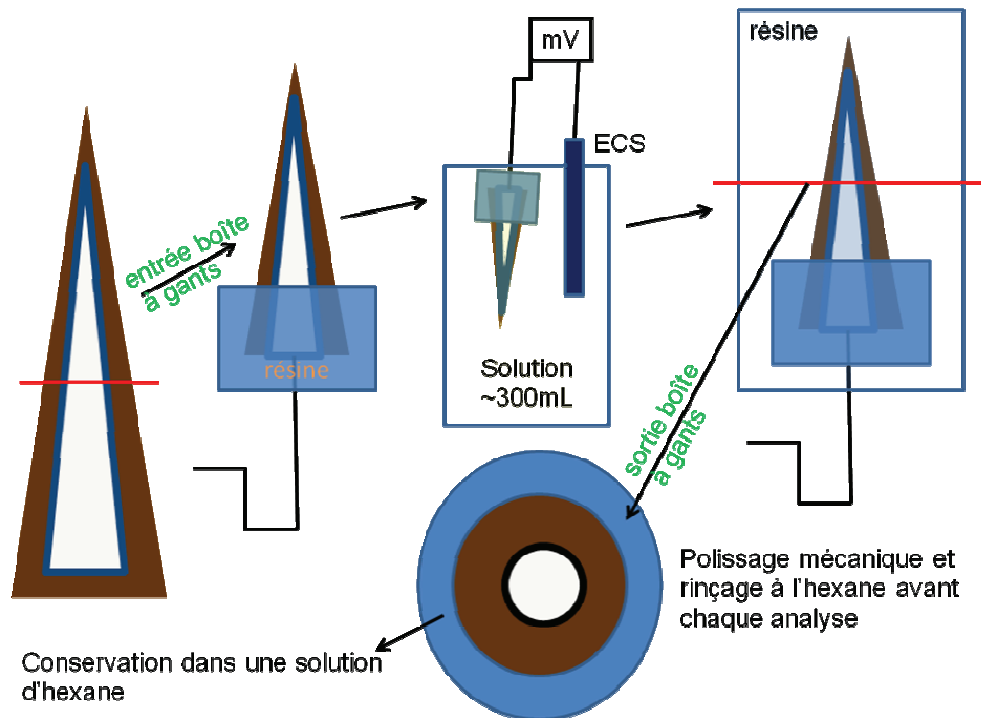 entrée boîte
à gants
résine
mV
ECS
Solution
~300mL
résine
sortie boîte
à gants
Polissage mécanique et
rinçage à l'hexane avant
chaque analyse
Conservation dans une solution
d'hexane